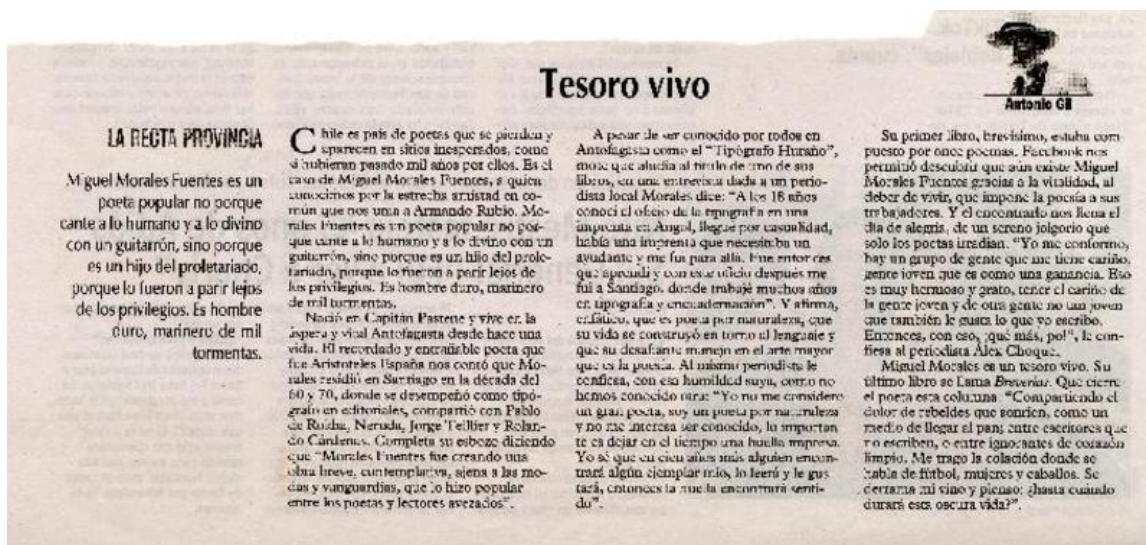 Tesoro vivo
Antonio Gil
LA RECTA PROVINCIA
Miguel Morales Fuentes es un
poeta popular no porque
cante a lo humano y a lo divino
con un guitarrón, sino porque
es un hijo del proletariado,
porque lo fueron a parir lejos
de los privilegios. Es hombre
duro, marinero de mil
tormentas.
Chile es país de poetas que se pierden y
aparecen en sitios inesperados, como
si hubieran pasado mil años por ellos. Es el
caso de Miguel Morales Fuentes, a quien
conocimos por la estrecha amistad en co-
mún que nos unía a Armando Rubio. Mo-
rales Fuentes es un poeta popular no por-
que cante a lo humano y a lo divino con un
guitarrón, sino porque es un hijo del prole-
tariado, porque lo fueron a parir lejos de
los privilegios. Es hombre duro, marinero
de mil tormentas.
Nació en Capitán Pastene y vive en la
áspera y vital Antofagasta desde hace una
vida. El recordado y entrañable poeta que
fue Aristóteles España nos contó que Mo-
rales residió en Santiago en la década del
60 y 70, donde se desempeñó como tipó-
grafo en editoriales, compartió con Pablo
de Rokha, Neruda, Jorge Teillier y Rolan-
do Cárdenas. Completa su esbozo diciendo
que "Morales Fuentes fue creando una
obra breve, contemplativa, ajena a las mo-
das y vanguardias, que lo hizo popular
entre los poetas y lectores avezados".
A pesar de ser conocido por todos en
Antofagasta como el "Tipógrafo Huraño",
mote que aludía al título de uno de sus
libros, en una entrevista dada a un perio-
dista local Morales dice: "A los 18 años
conocí el oficio de la tipografía en una
imprenta en Angol, llegué por casualidad,
había una imprenta que necesitaba un
ayudante y me fui para allá. Fue entonces
que aprendí y con este oficio después me
fui a Santiago, donde trabajé muchos años
en tipografía y encuadernación". Y afirma,
enfático, que es poeta por naturaleza, que
su vida se construyó en torno al lenguaje y
que su desafiante manejo en el arte mayor
que es la poesía. Al mismo periodista le
confiesa, con esa humildad suya, como no
hemos conocido otra: "Yo no me considero
un gran poeta, soy un poeta por naturaleza
y no me interesa ser conocido, lo importan-
te es dejar en el tiempo una huella impresa.
Yo sé que en cien años más alguien encon-
trará algún ejemplar mío, lo leerá y le gus-
tará, entonces la huella encontrará senti-
do".
Su primer libro, brevísimo, estaba com-
puesto por once poemas. Facebook nos
permitió descubrir que aún existe Miguel
Morales Fuentes gracias a la vitalidad, al
deber de vivir, que impone la poesía a sus
trabajadores. Y el encontrarlo nos llena el
día de alegría, de un sereno jolgorio que
solo los poetas irradian. "Yo me conformo,
hay un grupo de gente que me tiene cariño,
gente joven que es como una ganancia. Eso
es muy hermoso y grato, tener el cariño de
la gente joven y de otra gente no tan joven
que también le gusta lo que yo escribo.
Entonces, con eso, ¡qué más, po!", le con-
fiesa al periodista Álex Choque.
Miguel Morales es un tesoro vivo. Su
último libro se llama Breverías. Que cierre
el poeta esta columna: "Compartiendo el
dolor de rebeldes que sonríen, como un
medio de llegar al pan; entre escritores que
no escriben, o entre ignorantes de corazón
limpio. Me trago la colación donde se
habla de fútbol, mujeres y caballos. Se
derrama mi vino y pienso: ¿hasta cuándo
durará esta oscura vida?".